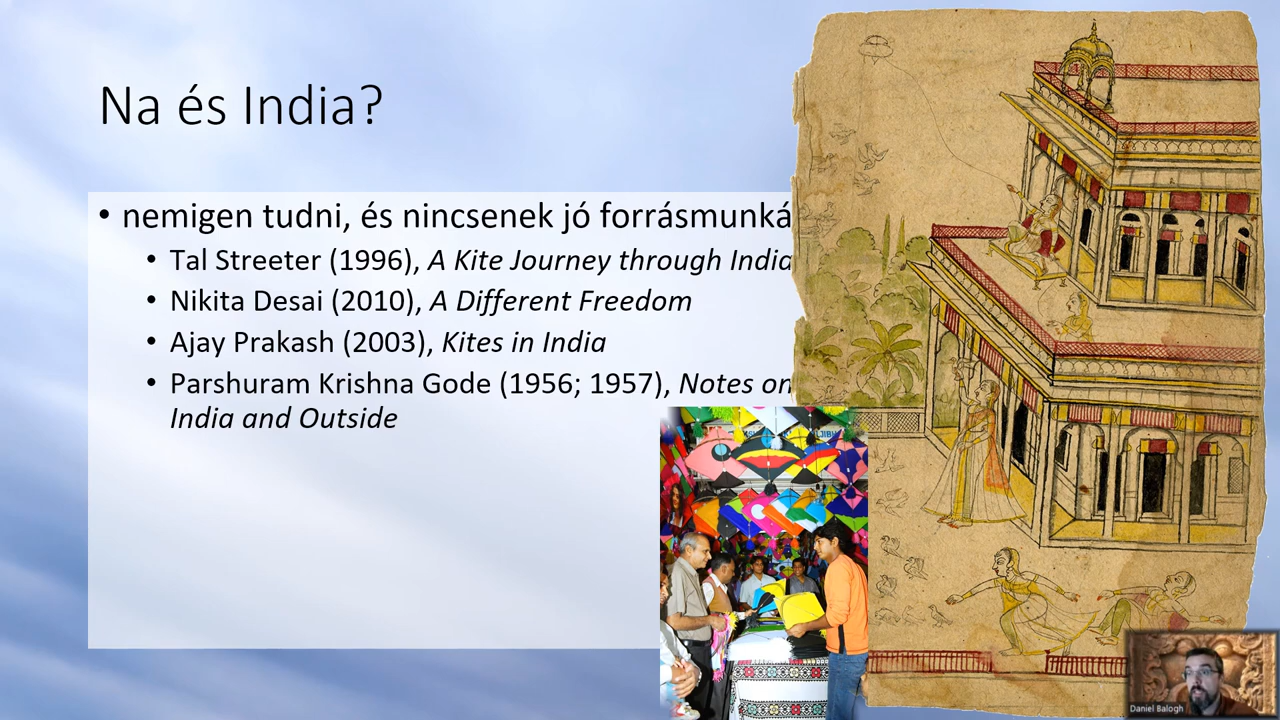 Na és India?
• nemigen tudni, és nincsenek jó forrásmunká
• Tal Streeter (1996), A Kite Journey through India
• Nikita Desai (2010), A Different Freedom
• Ajay Prakash (2003), Kites in India
• Parshuram Krishna Gode (1956; 1957), Notes on
India and Outside
Daniel Balogh